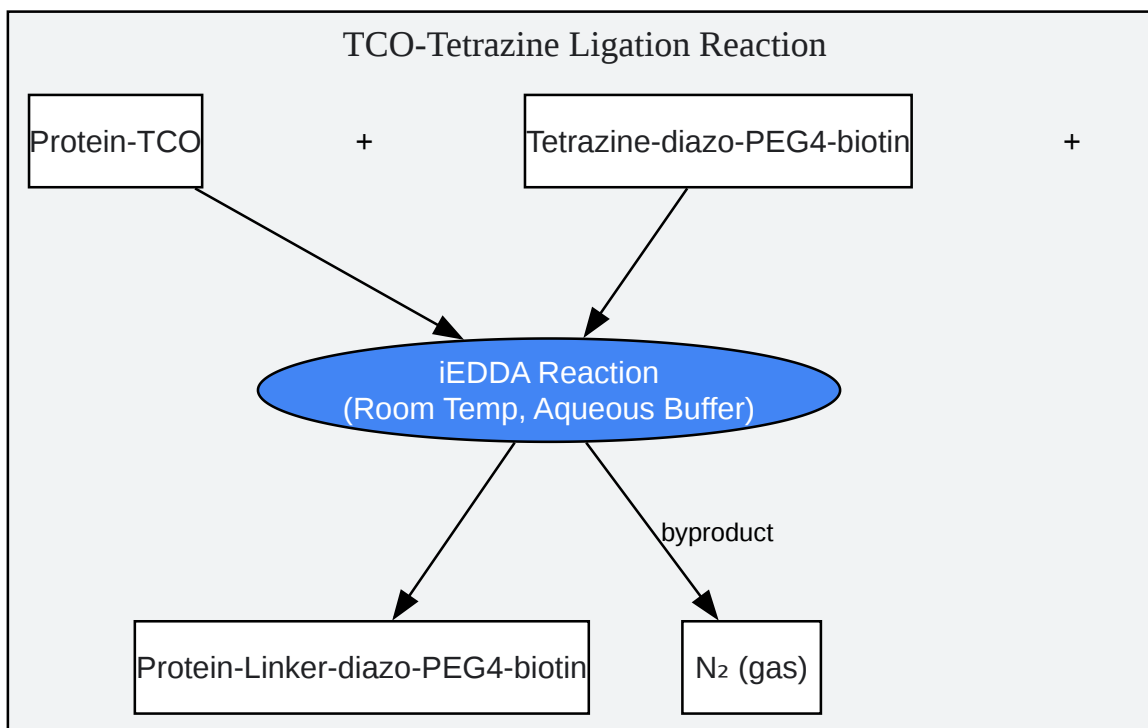 TCO-Tetrazine Ligation Reaction
Protein-TCO + Tetrazine-diazo-PEG4-biotin +
iEDDA Reaction
(Room Temp, Aqueous Buffer)
byproduct
Protein-Linker-diazo-PEG4-biotin N₂ (gas)